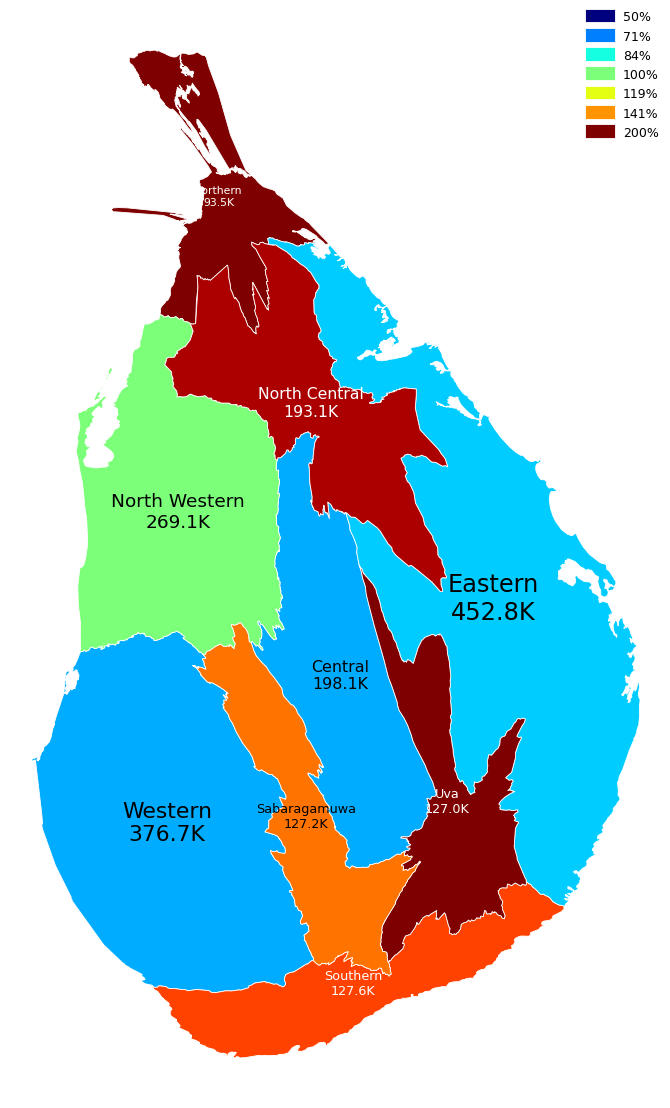 50%
71%
84%
100%
119%
141%
200%
orthern
93.5K
North Central
193.1K
North Western
269.1K
Eastern
452.8K
Central
198.1K
Uva
127.0K
Western
376.7K
Sabaragamuwa
127.2K
Southern
127.6K